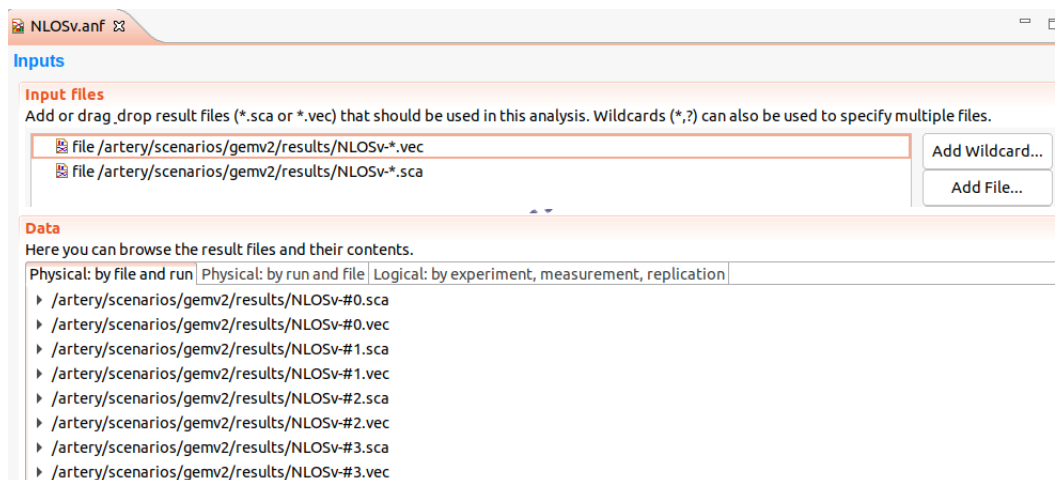 NLOSv.anf
Inputs
Input files
Add or drag_drop result files (*.sca or *.vec) that should be used in this analysis. Wildcards (*,?) can also be used to specify multiple files.
file /artery/scenarios/gemv2/results/NLOSv-*.vec
Add Wildcard...
file /artery/scenarios/gemv2/results/NLOSv-*.sca
Add File...
Data
Here you can browse the result files and their contents.
Physical: by file and run Physical: by run and file Logical: by experiment, measurement, replication
/artery/scenarios/gemv2/results/NLOSv-#0.sca
/artery/scenarios/gemv2/results/NLOSv-#0.vec
/artery/scenarios/gemv2/results/NLOSv-#1.sca
/artery/scenarios/gemv2/results/NLOSv-#1.vec
/artery/scenarios/gemv2/results/NLOSv-#2.sca
/artery/scenarios/gemv2/results/NLOSv-#2.vec
/artery/scenarios/gemv2/results/NLOSv-#3.sca
/artery/scenarios/gemv2/results/NLOSv-#3.vec